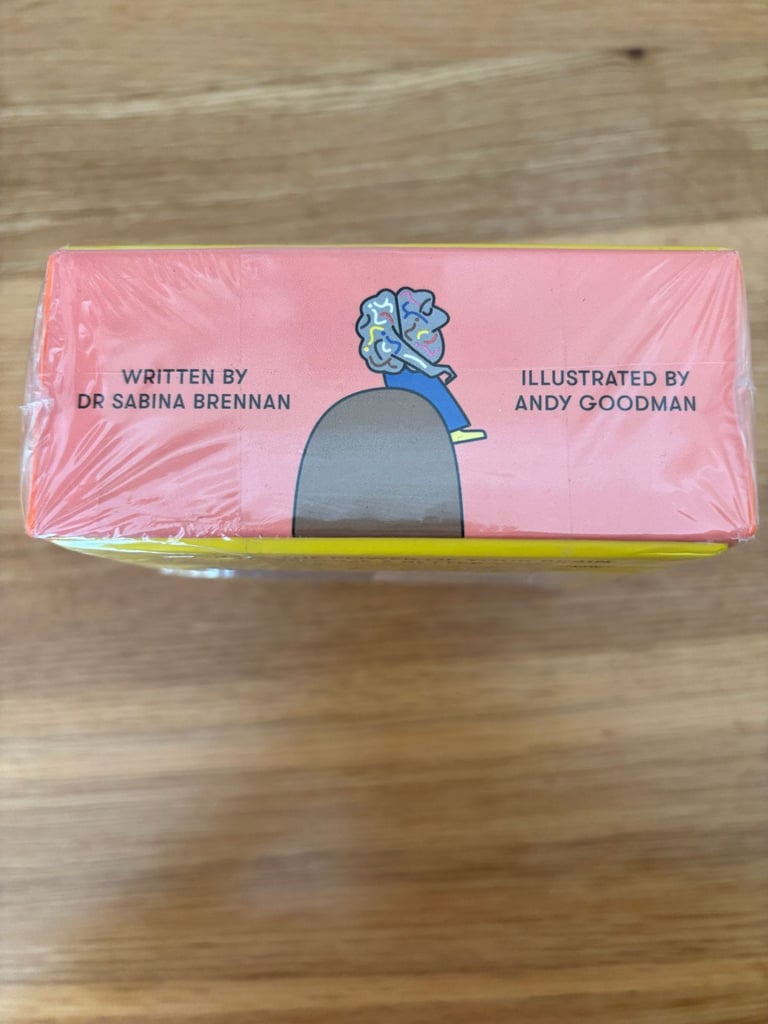 WRITTEN BY
DR SABINA BRENNAN
ILLUSTRATED BY
ANDY GOODMAN